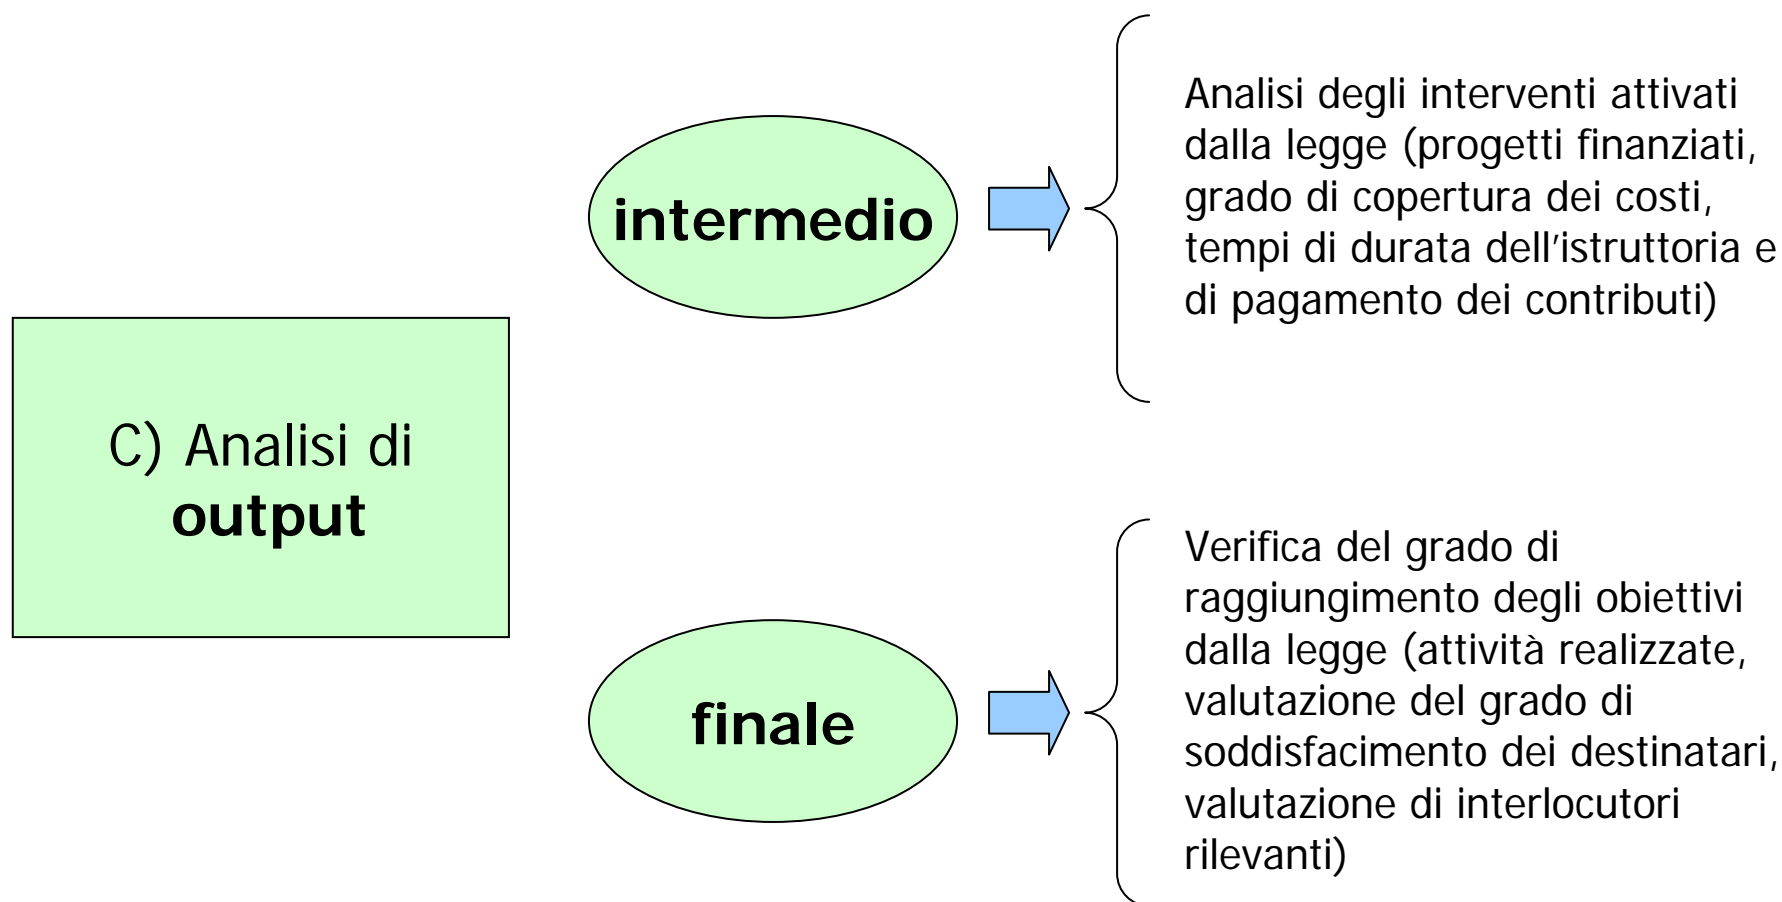 C) Analisi di
output
intermedio
Analisi degli interventi attivati
dalla legge (progetti finanziati,
grado di copertura dei costi,
tempi di durata dell’istruttoria e
di pagamento dei contributi)
finale
Verifica del grado di
raggiungimento degli obiettivi
dalla legge (attività realizzate,
valutazione del grado di
soddisfacimento dei destinatari,
valutazione di interlocutori
rilevanti)